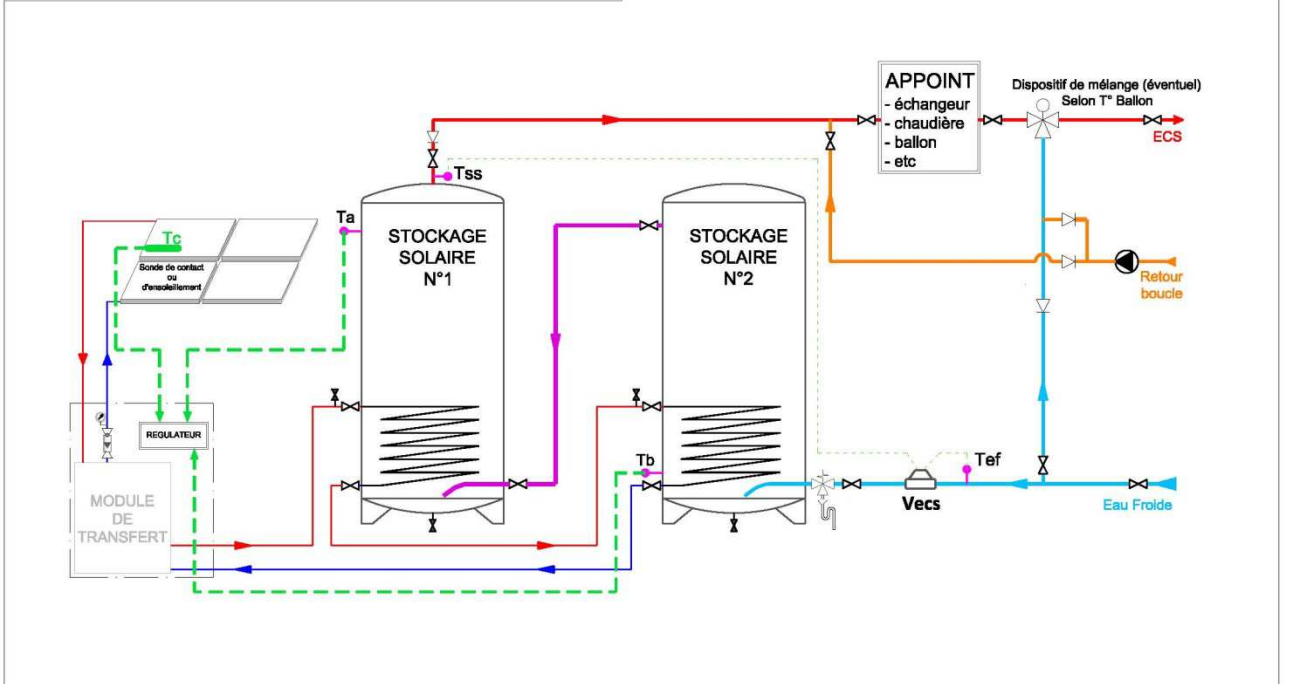 APPOINT
- échangeur
- chaudière
- ballon
- etc
Dispositif de mélange (éventuel)
Selon T° Ballon
ECS
Tss
Ta
STOCKAGE
SOLAIRE
N°1
STOCKAGE
SOLAIRE
N°2
Tc
Sonde de contact
ou
d'ensoleillement
Retour
boucle
REGULATEUR
MODULE
DE
TRANSFERT
Tb
Tef
Vecs
Eau Froide